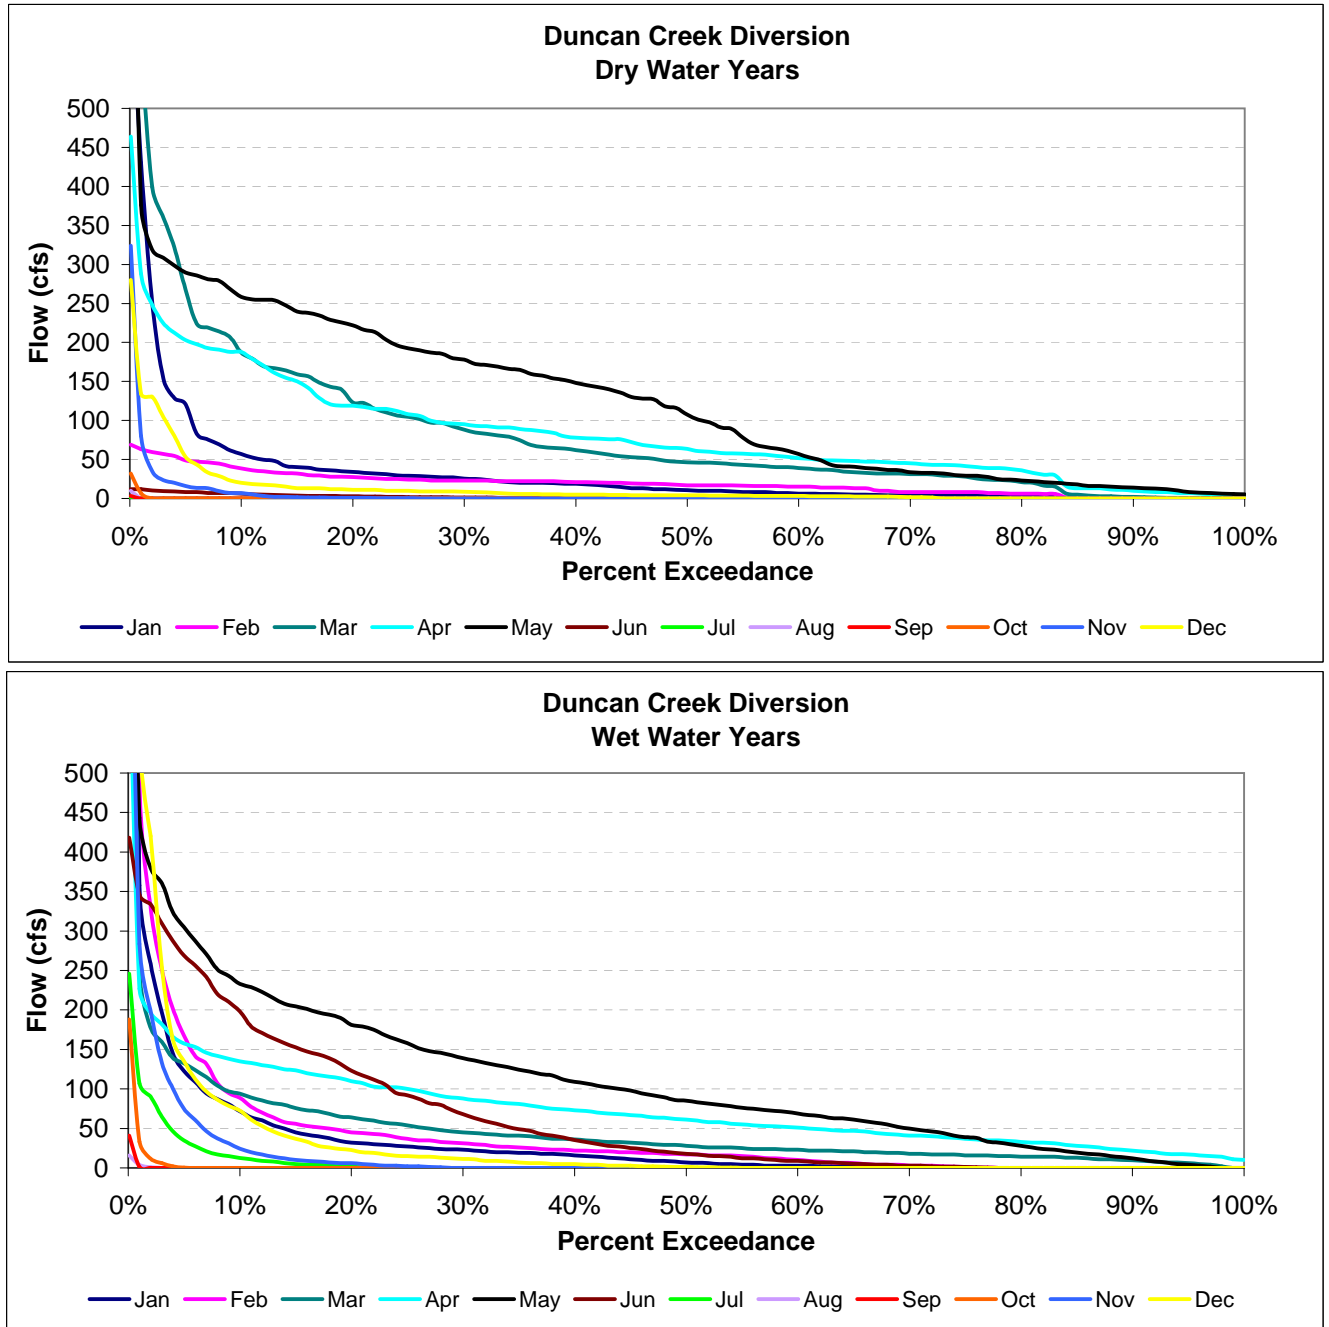 Duncan Creek Diversion
Dry Water Years
500
450
400
350
300
250
200
150
100
50
0
Flow (cfs)
0% 10% 20% 30% 40% 50% 60% 70% 80% 90% 100%
Percent Exceedance
Jan Feb Mar Apr May Jun Jul Aug Sep Oct Nov Dec
Duncan Creek Diversion
Wet Water Years
500
450
400
350
300
250
200
150
100
50
0
Flow (cfs)
0% 10% 20% 30% 40% 50% 60% 70% 80% 90% 100%
Percent Exceedance
Jan Feb Mar Apr May Jun Jul Aug Sep Oct Nov Dec